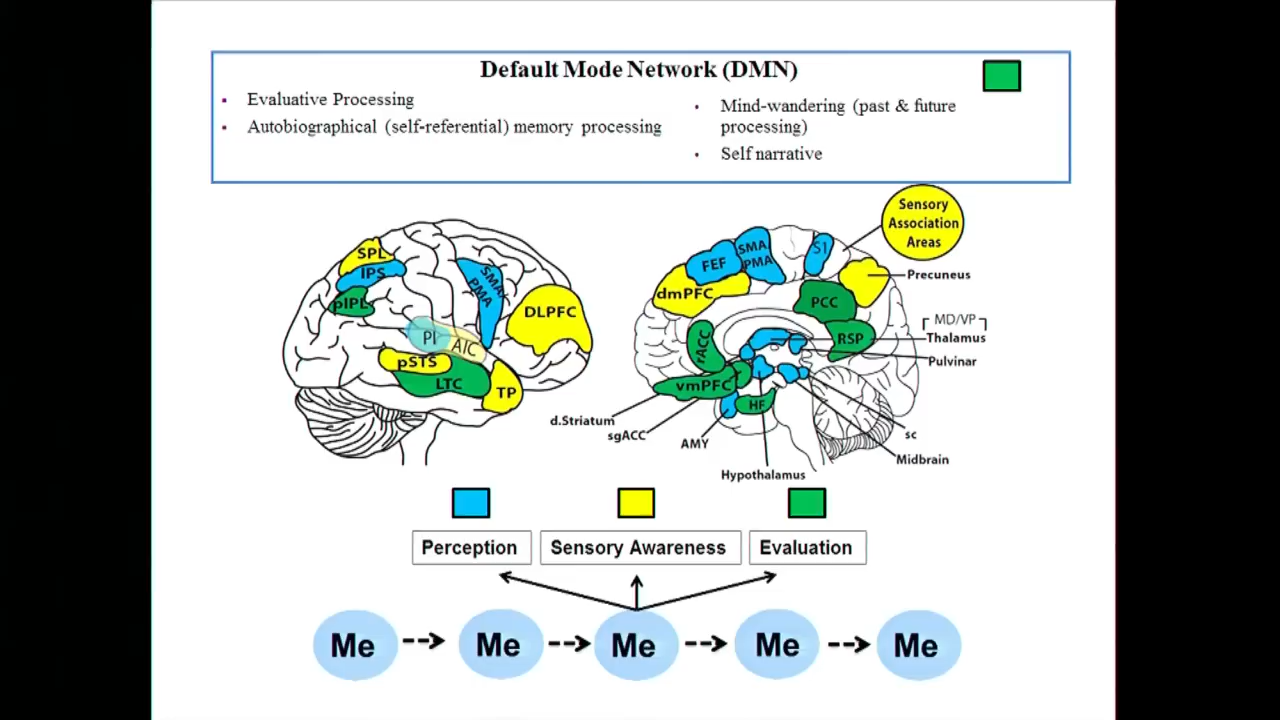 Default Mode Network (DMN)
▪ Evaluative Processing
▪ Autobiographical (self-referential) memory processing
• Mind-wandering (past & future
processing)
• Self narrative
SPL
IPS
pIPL
SMA/
PMA
DLPFC
PI
AIC
pSTS
LTC
TP
Sensory
Association
Areas
FEF
SMA
PMA
S1
dmPFC
Precuneus
PCC
MD/VP
Thalamus
RSP
Pulvinar
rACC
vmPFC
HF
d.Striatum
sgACC
AMY
sc
Midbrain
Hypothalamus
Perception
Sensory Awareness
Evaluation
Me Me Me Me Me